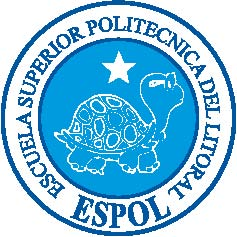 ESCUELA SUPERIOR POLITECNICA DEL LITORAL
ESPOL